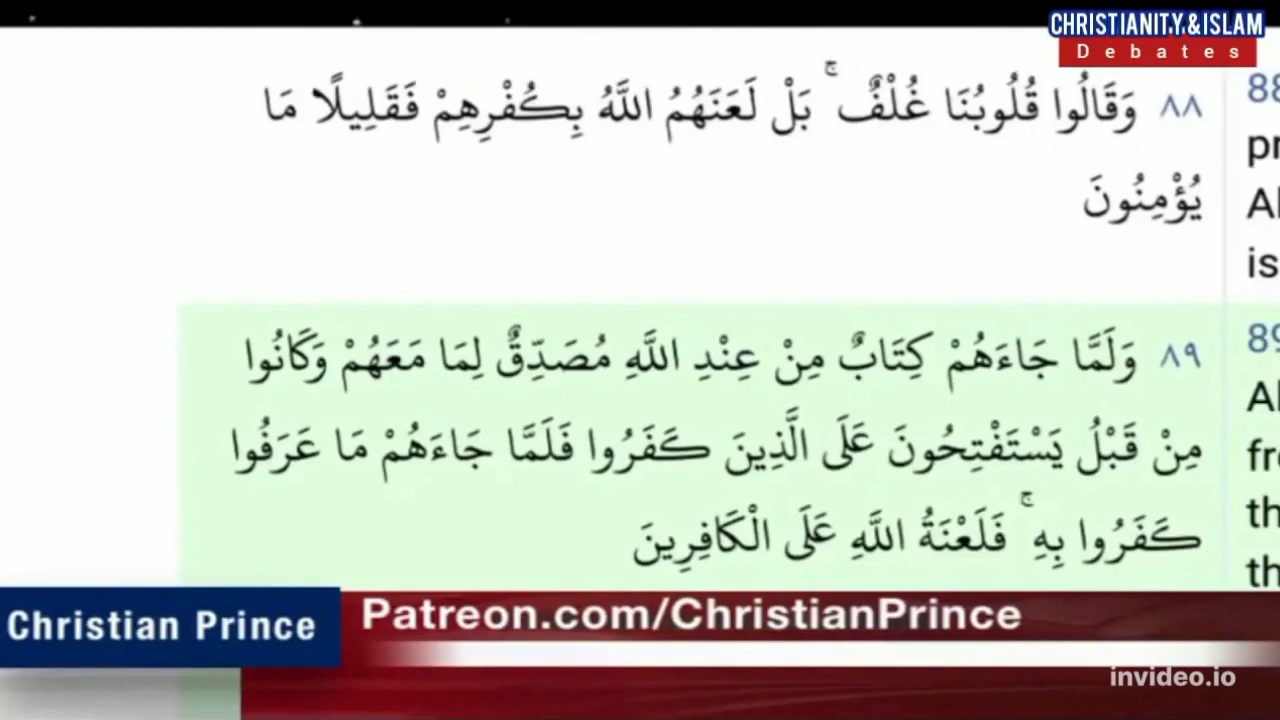 CHRISTIANITY & ISLAM
Debates
٨٨ وَقَالُوا قُلُوبُنَا غُلْفٌ ۚ بَلْ لَعَنَهُمُ اللَّهُ بِكُفْرِهِمْ فَقَلِيلًا مَا
يُؤْمِنُونَ
88
pr
Al
is
٨٩ وَلَمَّا جَاءَهُمْ كِتَابٌ مِنْ عِنْدِ اللَّهِ مُصَدِّقٌ لِمَا مَعَهُمْ وَكَانُوا
مِنْ قَبْلُ يَسْتَفْتِحُونَ عَلَى الَّذِينَ كَفَرُوا فَلَمَّا جَاءَهُمْ مَا عَرَفُوا
كَفَرُوا بِهِ ۚ فَلَعْنَةُ اللَّهِ عَلَى الْكَافِرِينَ
89
Al
fr
th
th
Christian Prince
Patreon.com/ChristianPrince
invideo.io